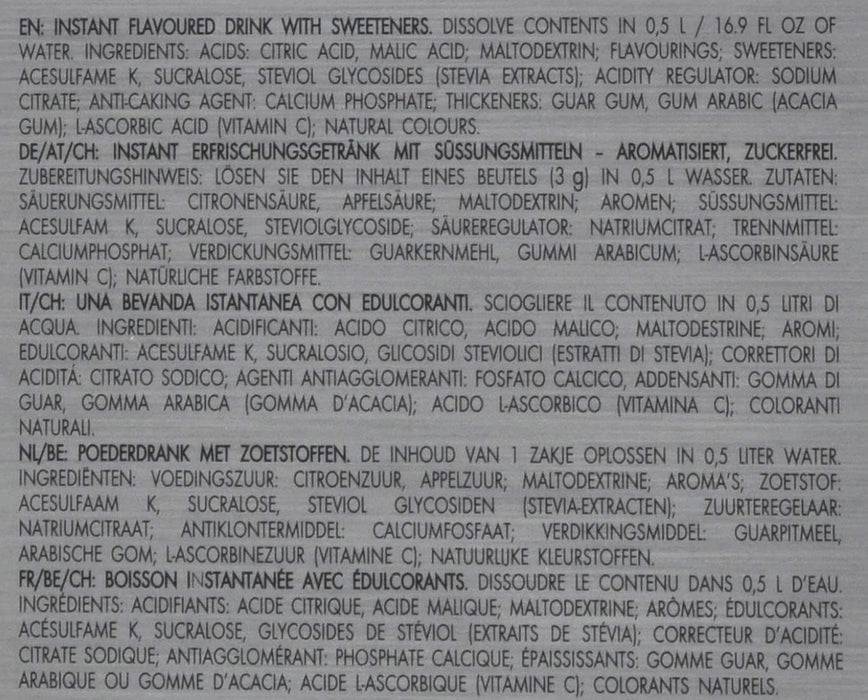 EN: INSTANT FLAVOURED DRINK WITH SWEETENERS. DISSOLVE CONTENTS IN 0,5 L / 16.9 FL OZ OF
WATER. INGREDIENTS: ACIDS: CITRIC ACID, MALIC ACID; MALTODEXTRIN; FLAVOURINGS; SWEETENERS:
ACESULFAME K, SUCRALOSE, STEVIOL GLYCOSIDES (STEVIA EXTRACTS); ACIDITY REGULATOR: SODIUM
CITRATE; ANTI-CAKING AGENT: CALCIUM PHOSPHATE; THICKENERS: GUAR GUM, GUM ARABIC (ACACIA
GUM); L-ASCORBIC ACID (VITAMIN C); NATURAL COLOURS.
DE/AT/CH: INSTANT ERFRISCHUNGSGETRÄNK MIT SÜSSUNGSMITTELN – AROMATISIERT, ZUCKERFREI.
ZUBEREITUNGSHINWEIS: LÖSEN SIE DEN INHALT EINES BEUTELS (3 g) IN 0,5 L WASSER. ZUTATEN:
SÄUERUNGSMITTEL: CITRONENSÄURE, APFELSÄURE; MALTODEXTRIN; AROMEN; SÜSSUNGSMITTEL:
ACESULFAM K, SUCRALOSE, STEVIOLGLYCOSIDE; SÄUREREGULATOR: NATRIUMCITRAT; TRENNMITTEL:
CALCIUMPHOSPHAT; VERDICKUNGSMITTEL: GUARKERNMEHL, GUMMI ARABICUM; L-ASCORBINSÄURE
(VITAMIN C); NATÜRLICHE FARBSTOFFE.
IT/CH: UNA BEVANDA ISTANTANEA CON EDULCORANTI. SCIOGLIERE IL CONTENUTO IN 0,5 LITRI DI
ACQUA. INGREDIENTI: ACIDIFICANTI: ACIDO CITRICO, ACIDO MALICO; MALTODESTRINE; AROMI;
EDULCORANTI: ACESULFAME K, SUCRALOSIO, GLICOSIDI STEVIOLICI (ESTRATTI DI STEVIA); CORRETTORI DI
ACIDITÁ: CITRATO SODICO; AGENTI ANTIAGGLOMERANTI: FOSFATO CALCICO, ADDENSANTI: GOMMA DI
GUAR, GOMMA ARABICA (GOMMA D'ACACIA); ACIDO L-ASCORBICO (VITAMINA C); COLORANTI
NATURALI.
NL/BE: POEDERDRANK MET ZOETSTOFFEN. DE INHOUD VAN 1 ZAKJE OPLOSSEN IN 0,5 LITER WATER.
INGREDIËNTEN: VOEDINGSZUUR: CITROENZUUR, APPELZUUR; MALTODEXTRINE; AROMA'S; ZOETSTOF:
ACESULFAAM K, SUCRALOSE, STEVIOL GLYCOSIDEN (STEVIA-EXTRACTEN); ZUURTEREGELAAR:
NATRIUMCITRAAT; ANTIKLONTERMIDDEL: CALCIUMFOSFAAT; VERDIKKINGSMIDDEL: GUARPITMEEL,
ARABISCHE GOM; L-ASCORBINEZUUR (VITAMINE C); NATUURLIJKE KLEURSTOFFEN.
FR/BE/CH: BOISSON INSTANTANÉE AVEC ÉDULCORANTS. DISSOUDRE LE CONTENU DANS 0,5 L D'EAU.
INGRÉDIENTS: ACIDIFIANTS: ACIDE CITRIQUE, ACIDE MALIQUE; MALTODEXTRINE; ARÔMES; ÉDULCORANTS:
ACÉSULFAME K, SUCRALOSE, GLYCOSIDES DE STÉVIOL (EXTRAITS DE STÉVIA); CORRECTEUR D'ACIDITÉ:
CITRATE SODIQUE; ANTIAGGLOMÉRANT: PHOSPHATE CALCIQUE; ÉPAISSISSANTS: GOMME GUAR, GOMME
ARABIQUE OU GOMME D'ACACIA; ACIDE L-ASCORBIQUE (VITAMINE C); COLORANTS NATURELS.